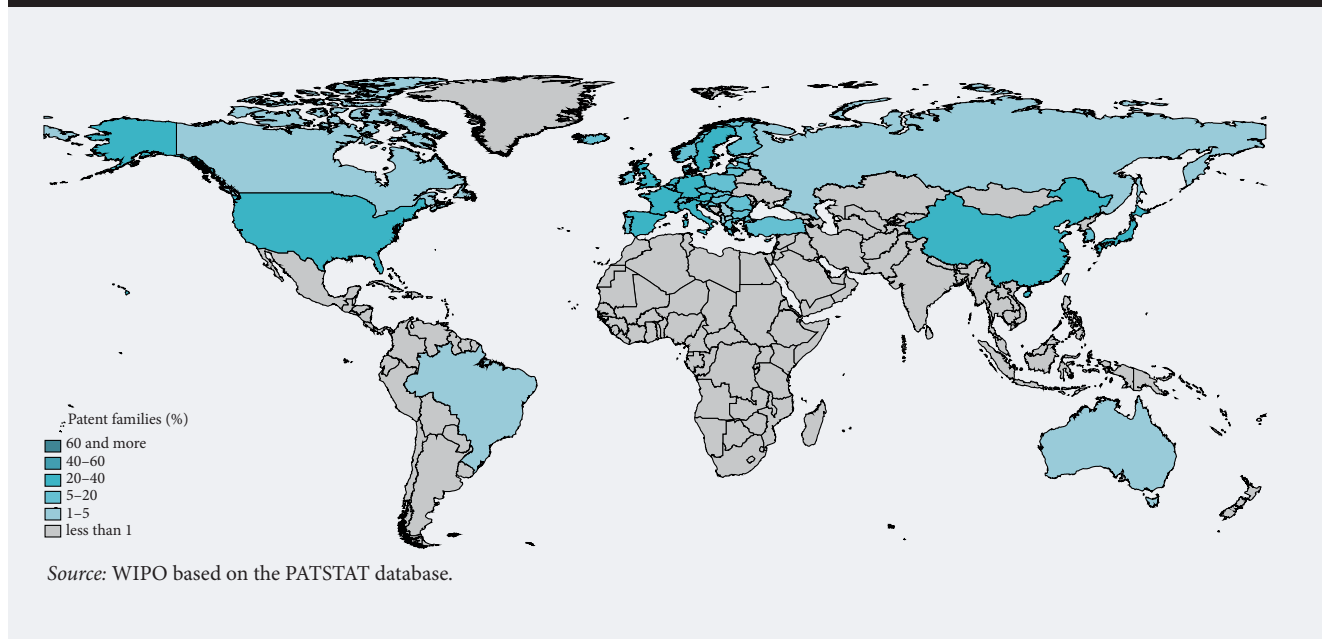 Patent families (%)
60 and more
40–60
20–40
5–20
1–5
less than 1
Source: WIPO based on the PATSTAT database.